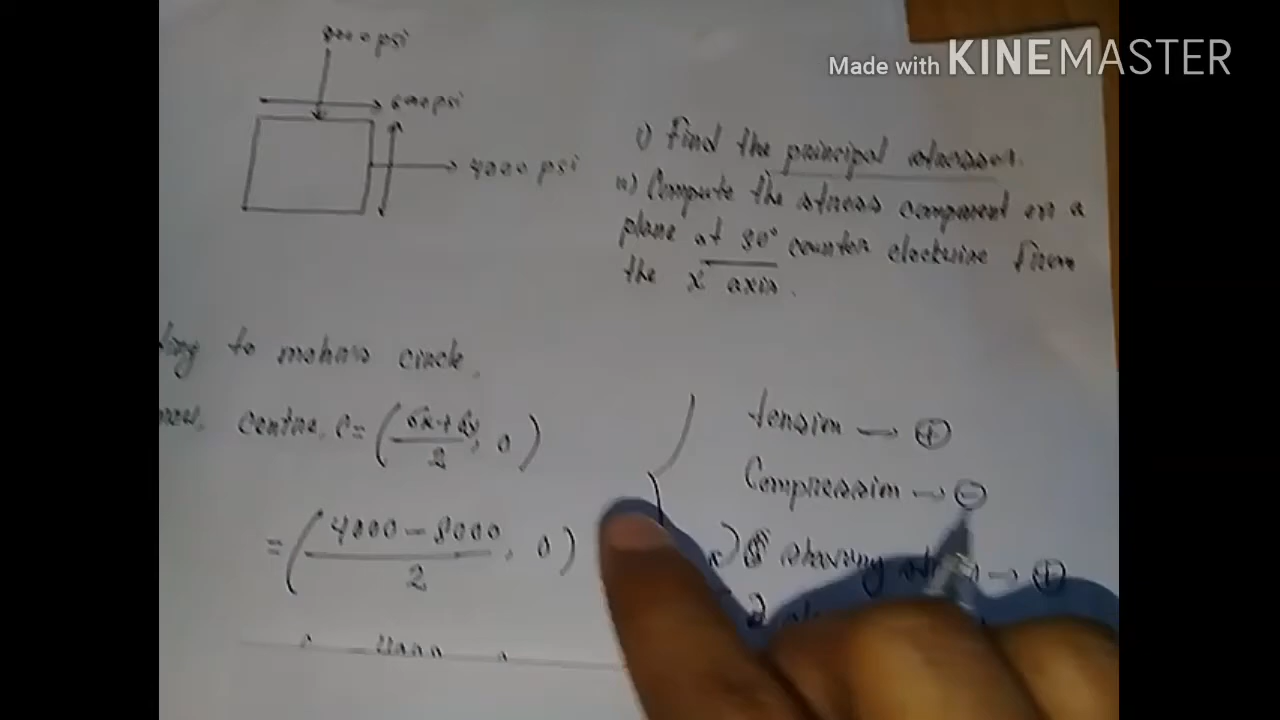 Made with KINEMASTER
8000 psi
6000 psi
4000 psi
i) Find the principal stresses.
ii) Compute the stress component on a
plane at 30° counter clockwise from
the x axis.
to mohr's circle.
centre, C = (σx+σy/2, 0)
= (4000 - 8000/2, 0)
tension → ⊕
Compression → ⊖
→ ⊕